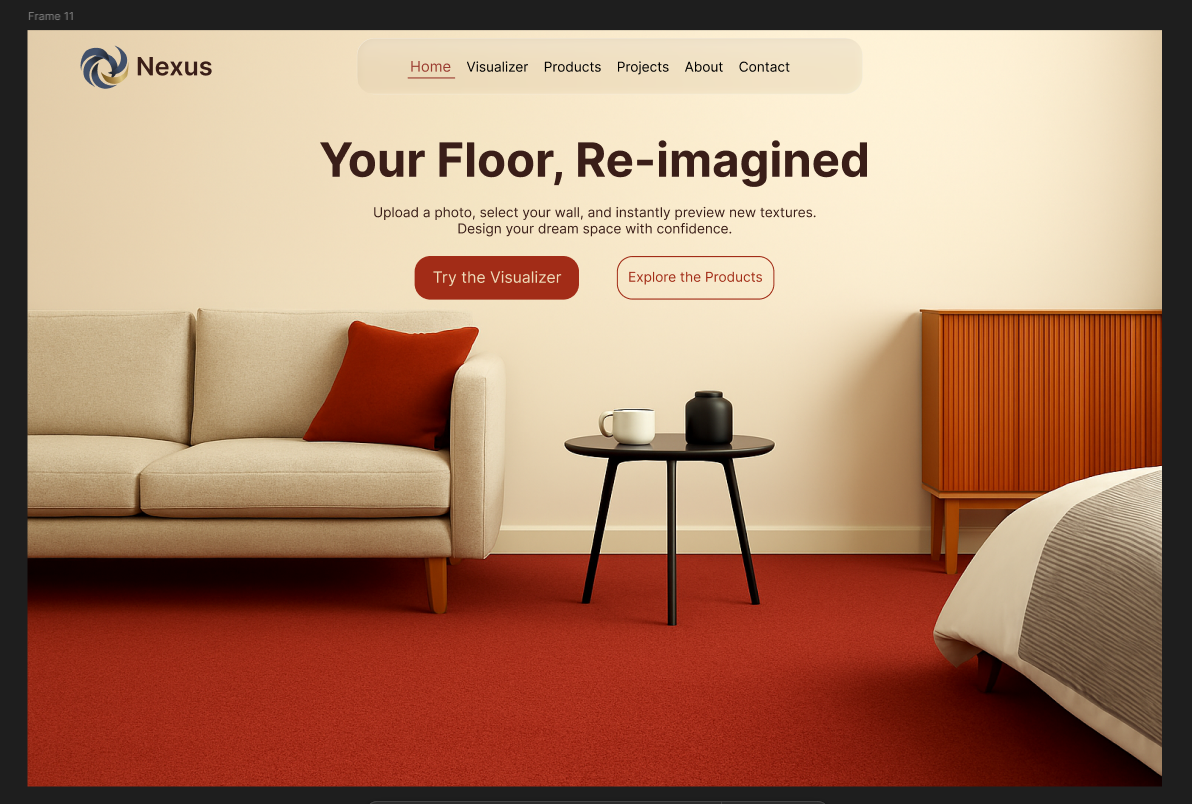 Frame 11
Nexus
Home Visualizer Products Projects About Contact
Your Floor, Re-imagined
Upload a photo, select your wall, and instantly preview new textures.
Design your dream space with confidence.
Try the Visualizer Explore the Products